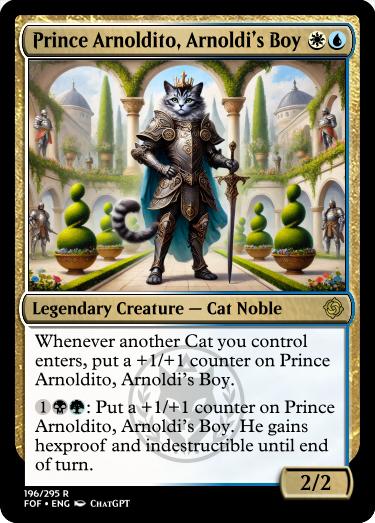 Prince Arnoldito, Arnoldi's Boy
Legendary Creature — Cat Noble
Whenever another Cat you control
enters, put a +1/+1 counter on Prince
Arnoldito, Arnoldi's Boy.
1: Put a +1/+1 counter on Prince
Arnoldito, Arnoldi's Boy. He gains
hexproof and indestructible until end
of turn.
2/2
196/295 R
FOF • ENG ChatGPT